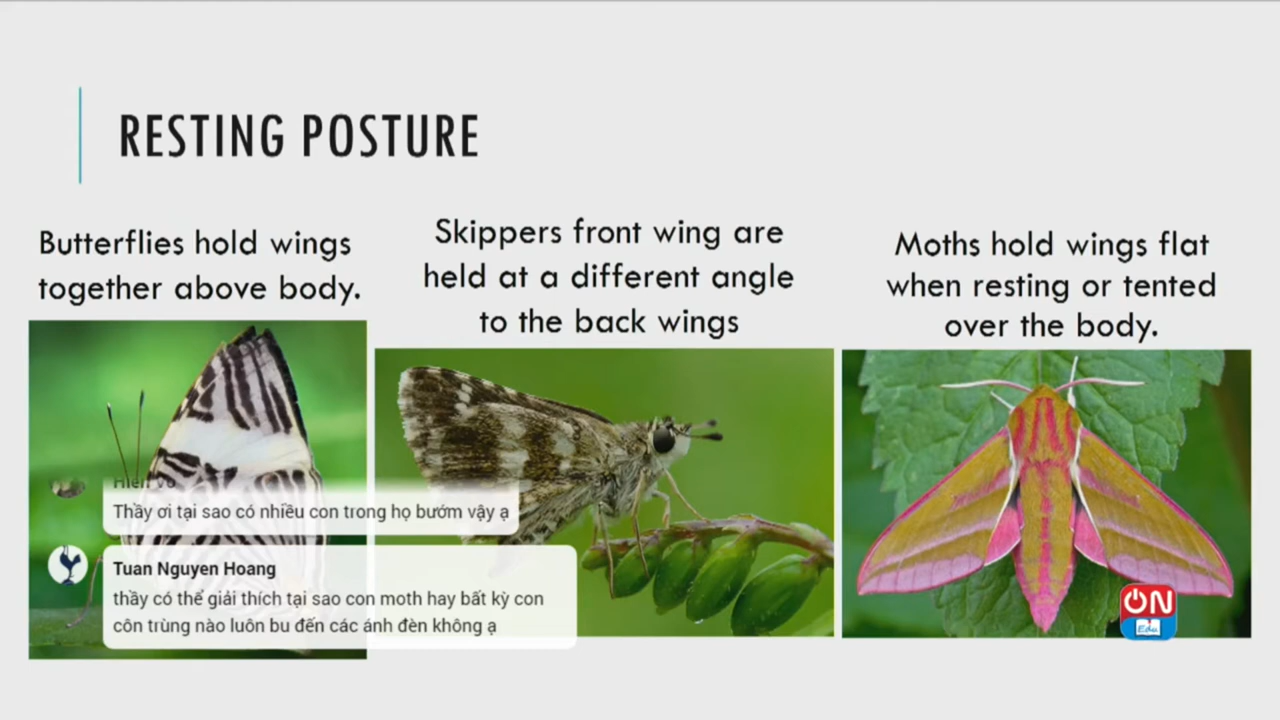 RESTING POSTURE
Butterflies hold wings
together above body.
Skippers front wing are
held at a different angle
to the back wings
Moths hold wings flat
when resting or tented
over the body.
Hien Vo
Thầy ơi tại sao có nhiều con trong họ bướm vậy ạ
Tuan Nguyen Hoang
thầy có thể giải thích tại sao con moth hay bất kỳ con
côn trùng nào luôn bu đến các ánh đèn không ạ
ON
Edu